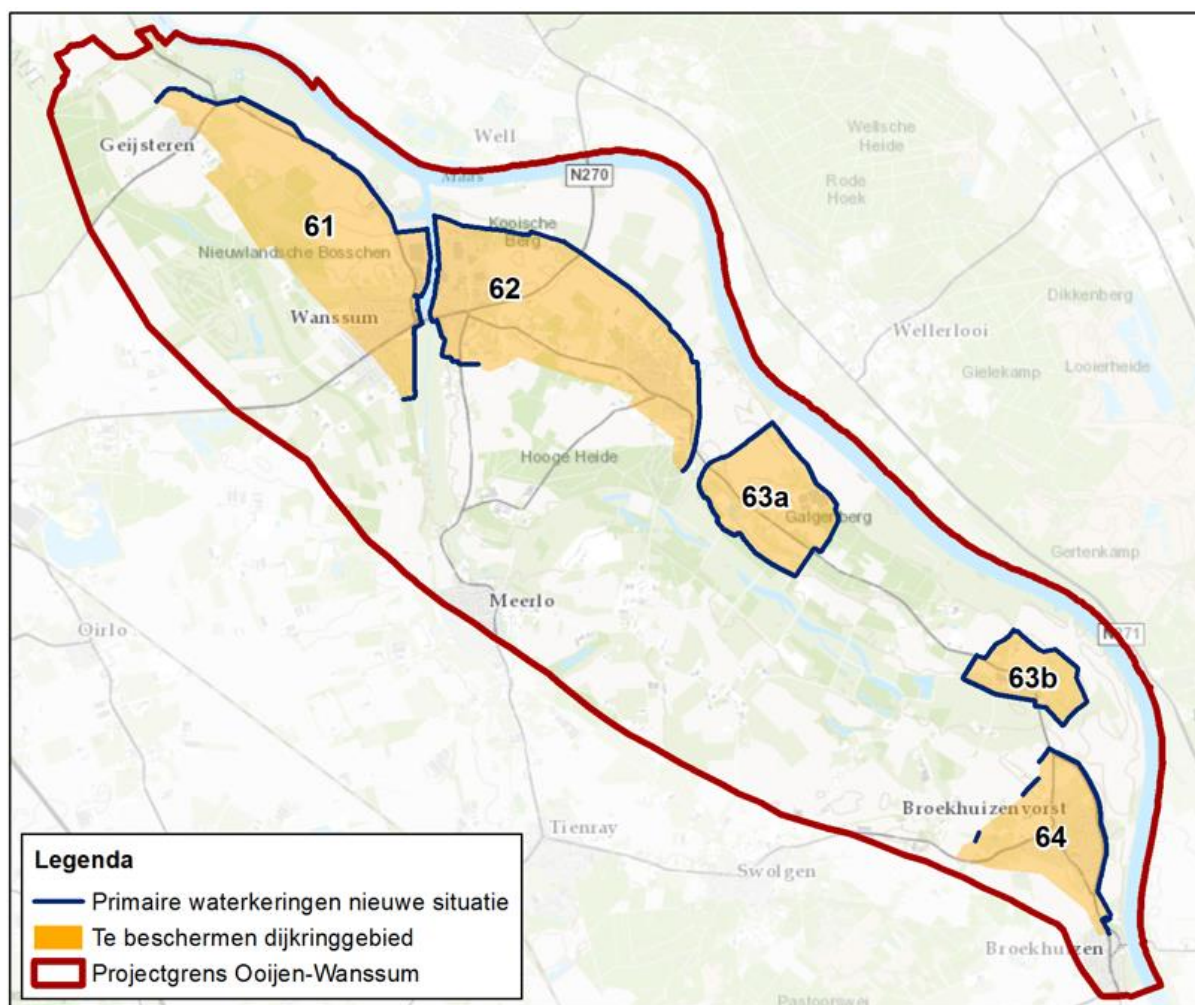 Geijsteren
Well
Wellsche
Heide
Maas
N270
Rode
Hoek
61
Kooische
Berg
Nieuwlandsche Bosschen
62
Wanssum
Dikkenberg
Wellerlooi
Gielekamp
Looierheide
Hooge Heide
63a
Galgenberg
Gertenkamp
Meerlo
Oirlo
N271
63b
Broekhuizenvorst
Tienray
64
Swolgen
Broekhuizen
Legenda
Primaire waterkeringen nieuwe situatie
Te beschermen dijkringgebied
Projectgrens Ooijen-Wanssum